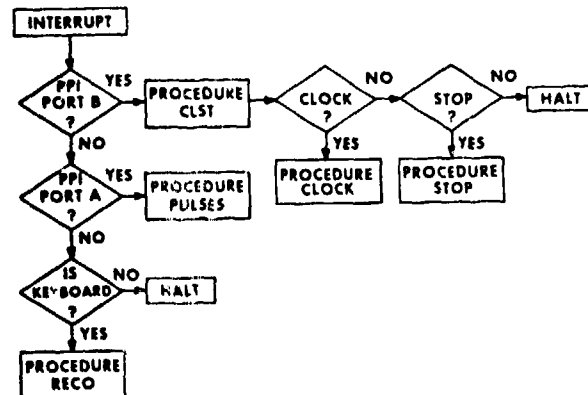 INTERRUPT
PPI
PORT B
?
YES
NO
PROCEDURE
CLST
CLOCK
?
NO
YES
STOP
?
NO
YES
HALT
PROCEDURE
CLOCK
PROCEDURE
STOP
PPI
PORT A
?
YES
NO
PROCEDURE
PULSES
IS
KEYBOARD
?
NO
YES
HALT
PROCEDURE
RECO